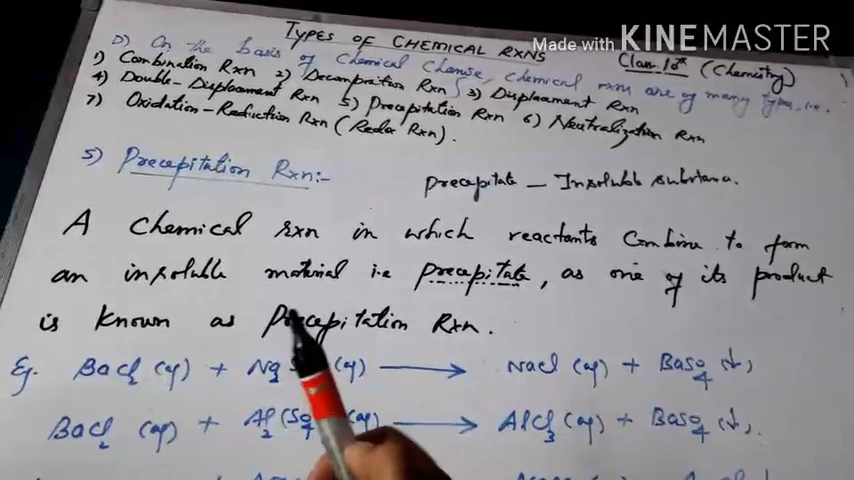 TYPES OF CHEMICAL RXNS
Made with KINEMASTER
Class 10th (Chemistry)
D) On the basis of chemical change, chemical rxns are of many types i.e.
1) Combination Rxn 2) Decomposition Rxn 3) Displacement Rxn
4) Double-Displacement Rxn 5) Precipitation Rxn 6) Neutralization Rxn
7) Oxidation-Reduction Rxn (Redox Rxn).
5) Precipitation Rxn:-
precipitate — Insoluble substance.
A chemical rxn in which reactants combine to form
an insoluble material i.e precipitate, as one of its product
is known as Precipitation Rxn.
Eg. BaCl2 (aq) + (aq) → NaCl (aq) + BaSO4 (↓)
BaCl2 (aq) + Al2(SO4 (aq) → AlCl3 (aq) + BaSO4 (↓).